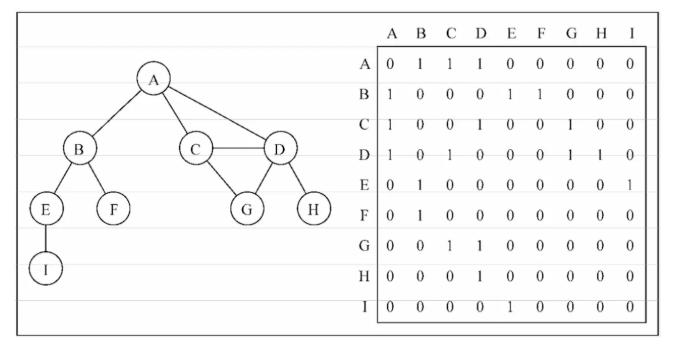 A
B
C
D
E
F
G
H
I
A B C D E F G H I
A 0 1 1 1 0 0 0 0 0
B 1 0 0 0 1 1 0 0 0
C 1 0 0 1 0 0 1 0 0
D 1 0 1 0 0 0 1 1 0
E 0 1 0 0 0 0 0 0 1
F 0 1 0 0 0 0 0 0 0
G 0 0 1 1 0 0 0 0 0
H 0 0 0 1 0 0 0 0 0
I 0 0 0 0 1 0 0 0 0